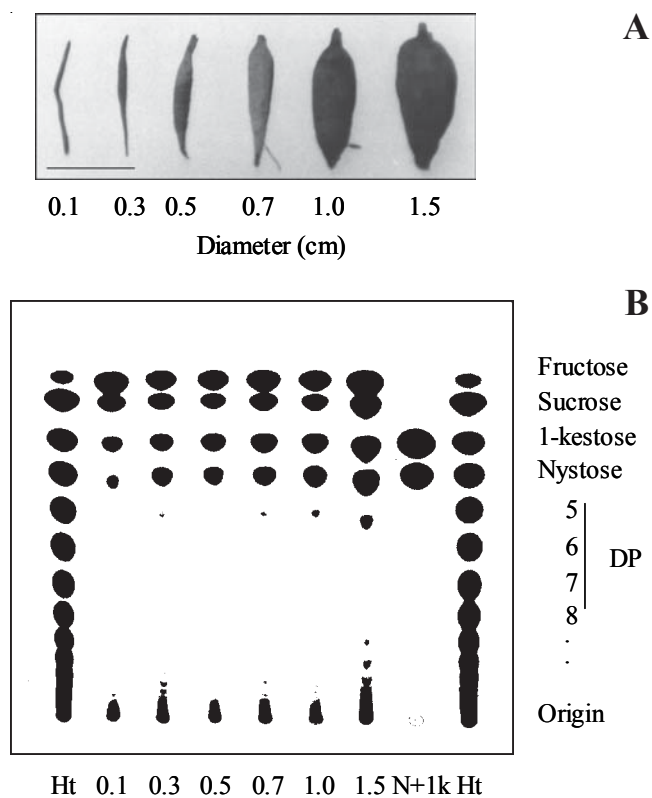 A
0.1 0.3 0.5 0.7 1.0 1.5
Diameter (cm)
B
Fructose
Sucrose
1-kestose
Nystose
5
6
DP
7
8
.
.
Origin
Ht 0.1 0.3 0.5 0.7 1.0 1.5 N+1k Ht